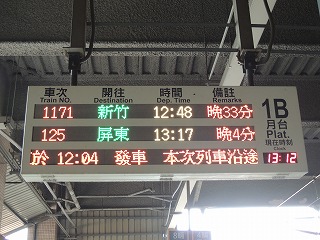 車次 開往 時間 備註
Train NO. Destination Dep. Time Remarks
1171 新竹 12:48 晚33分
125 屏東 13:17 晚4分
於 12:04 發車 本次列車沿途
1B
月台
Plat.
現在時刻
Clock
13:12